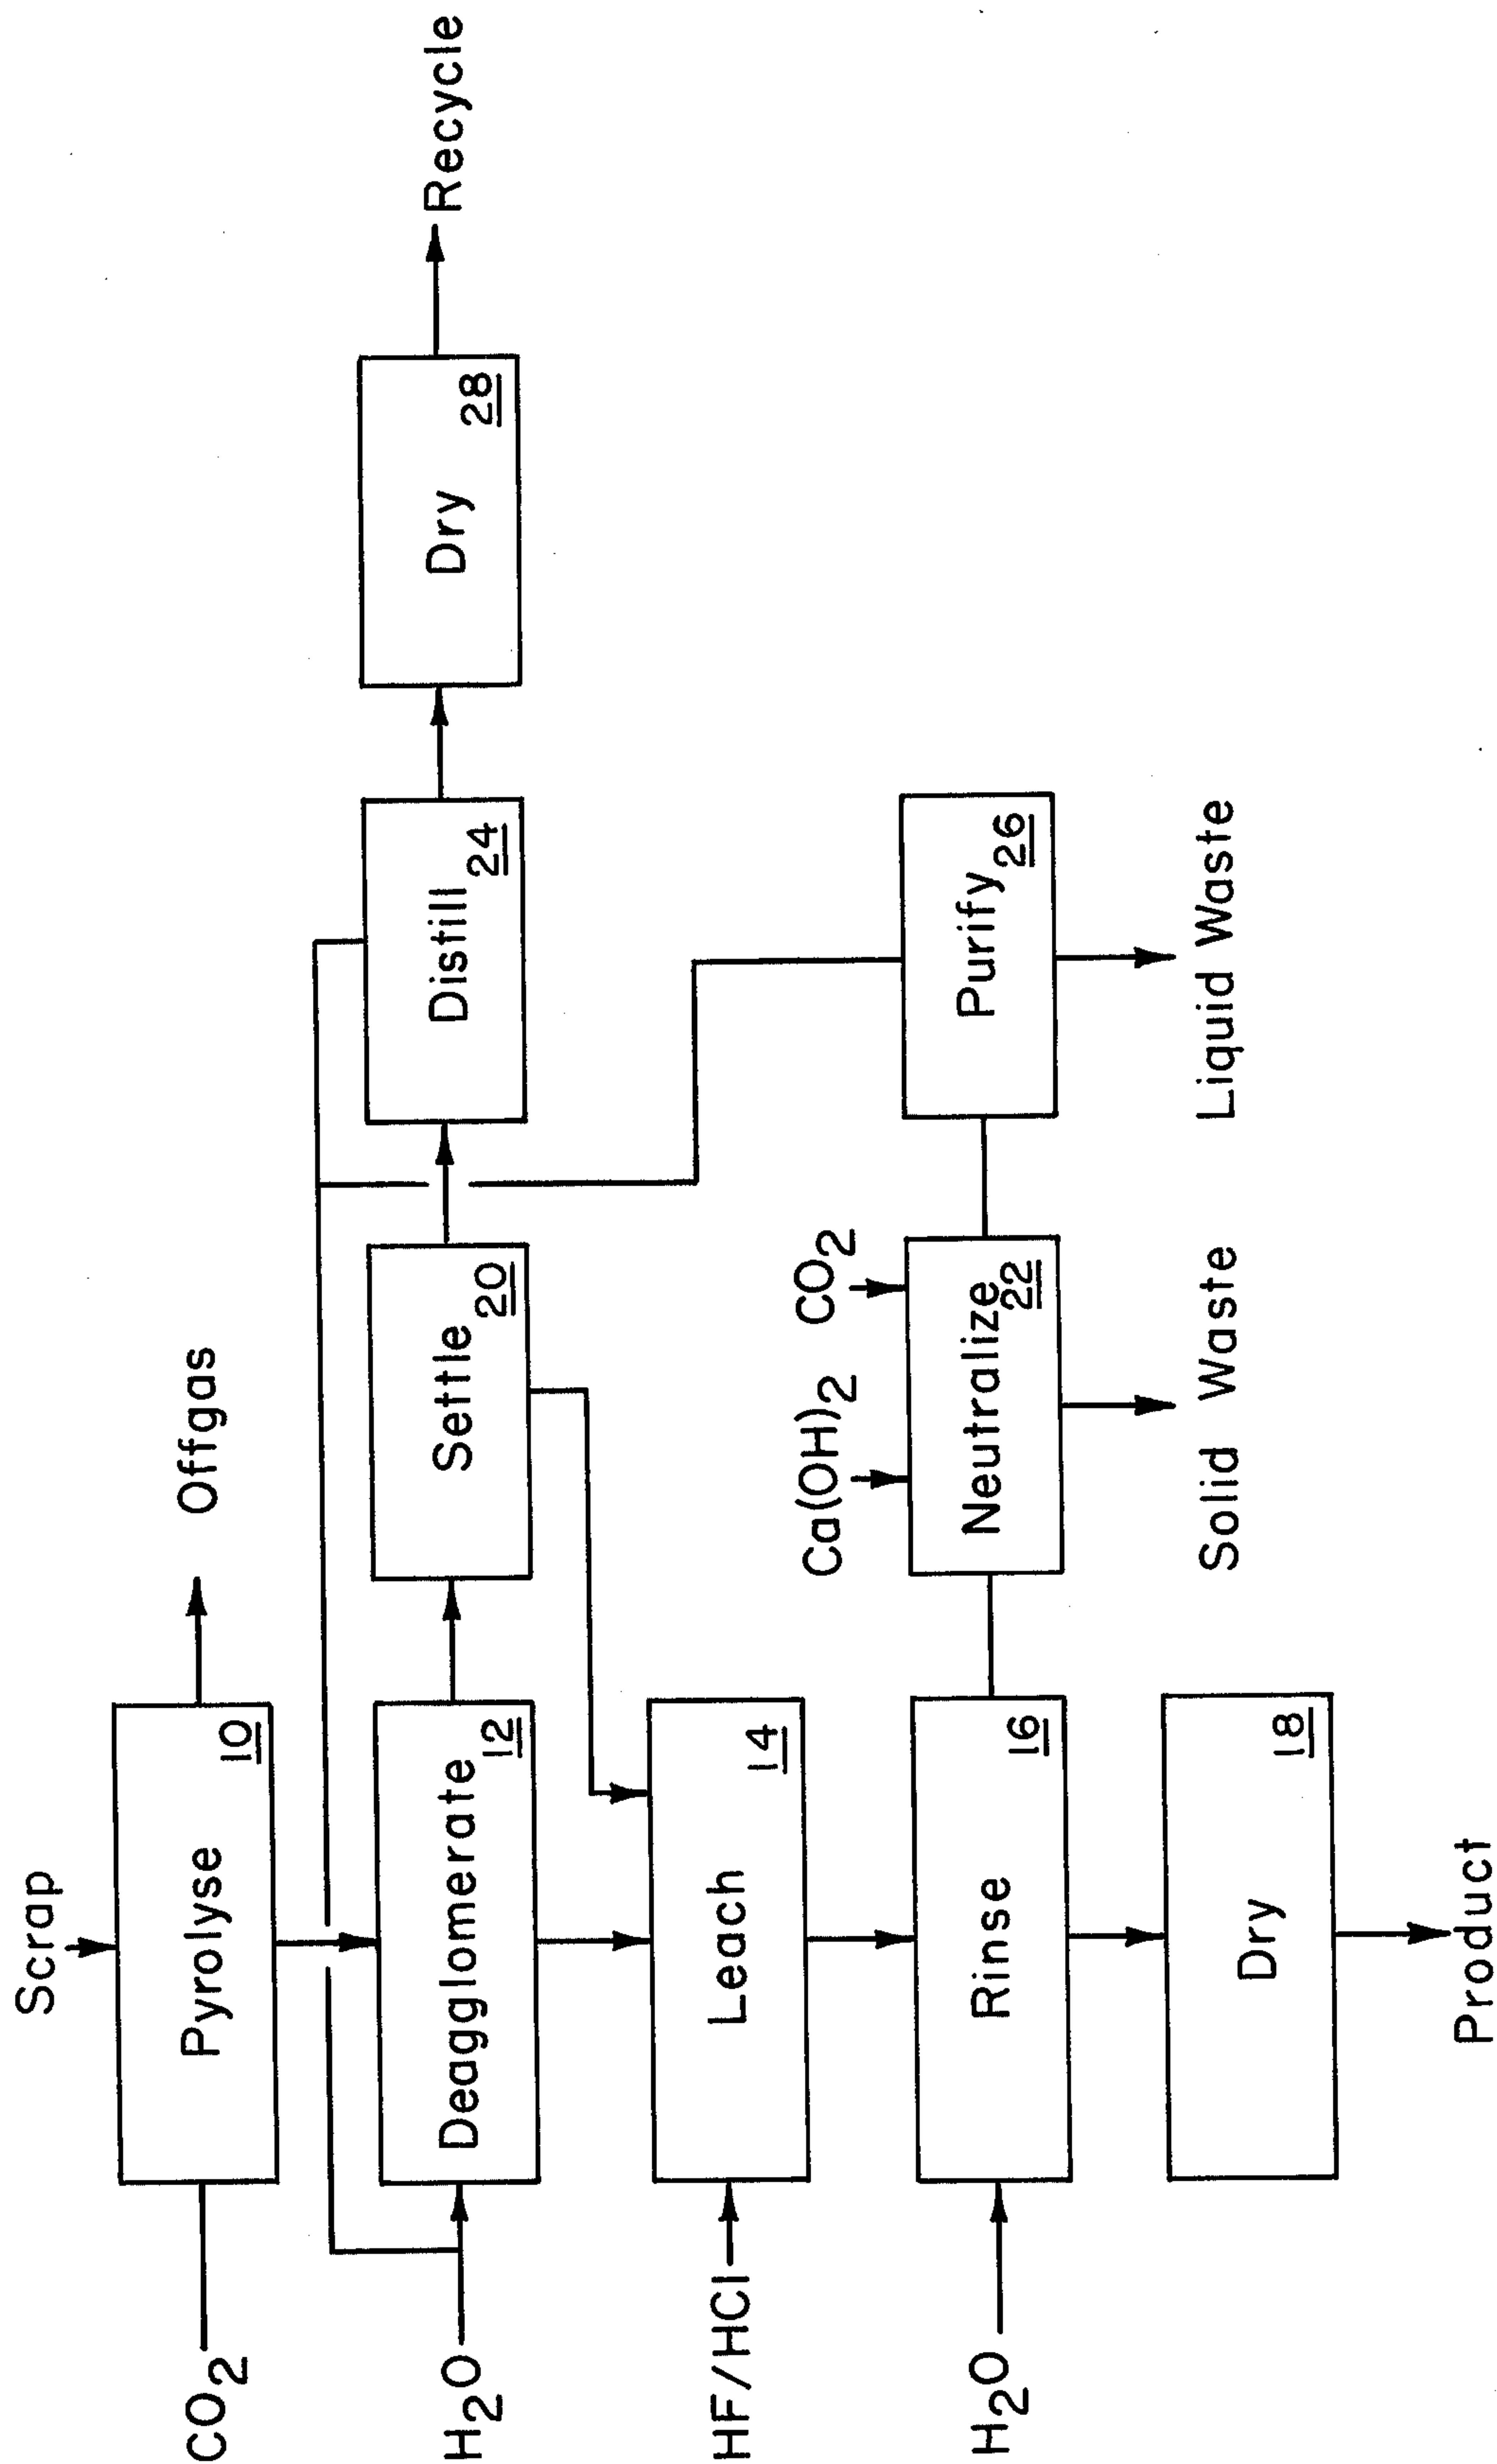 Scrap
CO2
Pyrolyse
10
Offgas
H2O
Deagglomerate
12
Settle
20
Distill
24
Dry
28
Recycle
HF/HCl
Leach
14
Ca(OH)2
CO2
H2O
Rinse
16
Neutralize
22
Purify
26
Solid Waste
Liquid Waste
Dry
18
Product